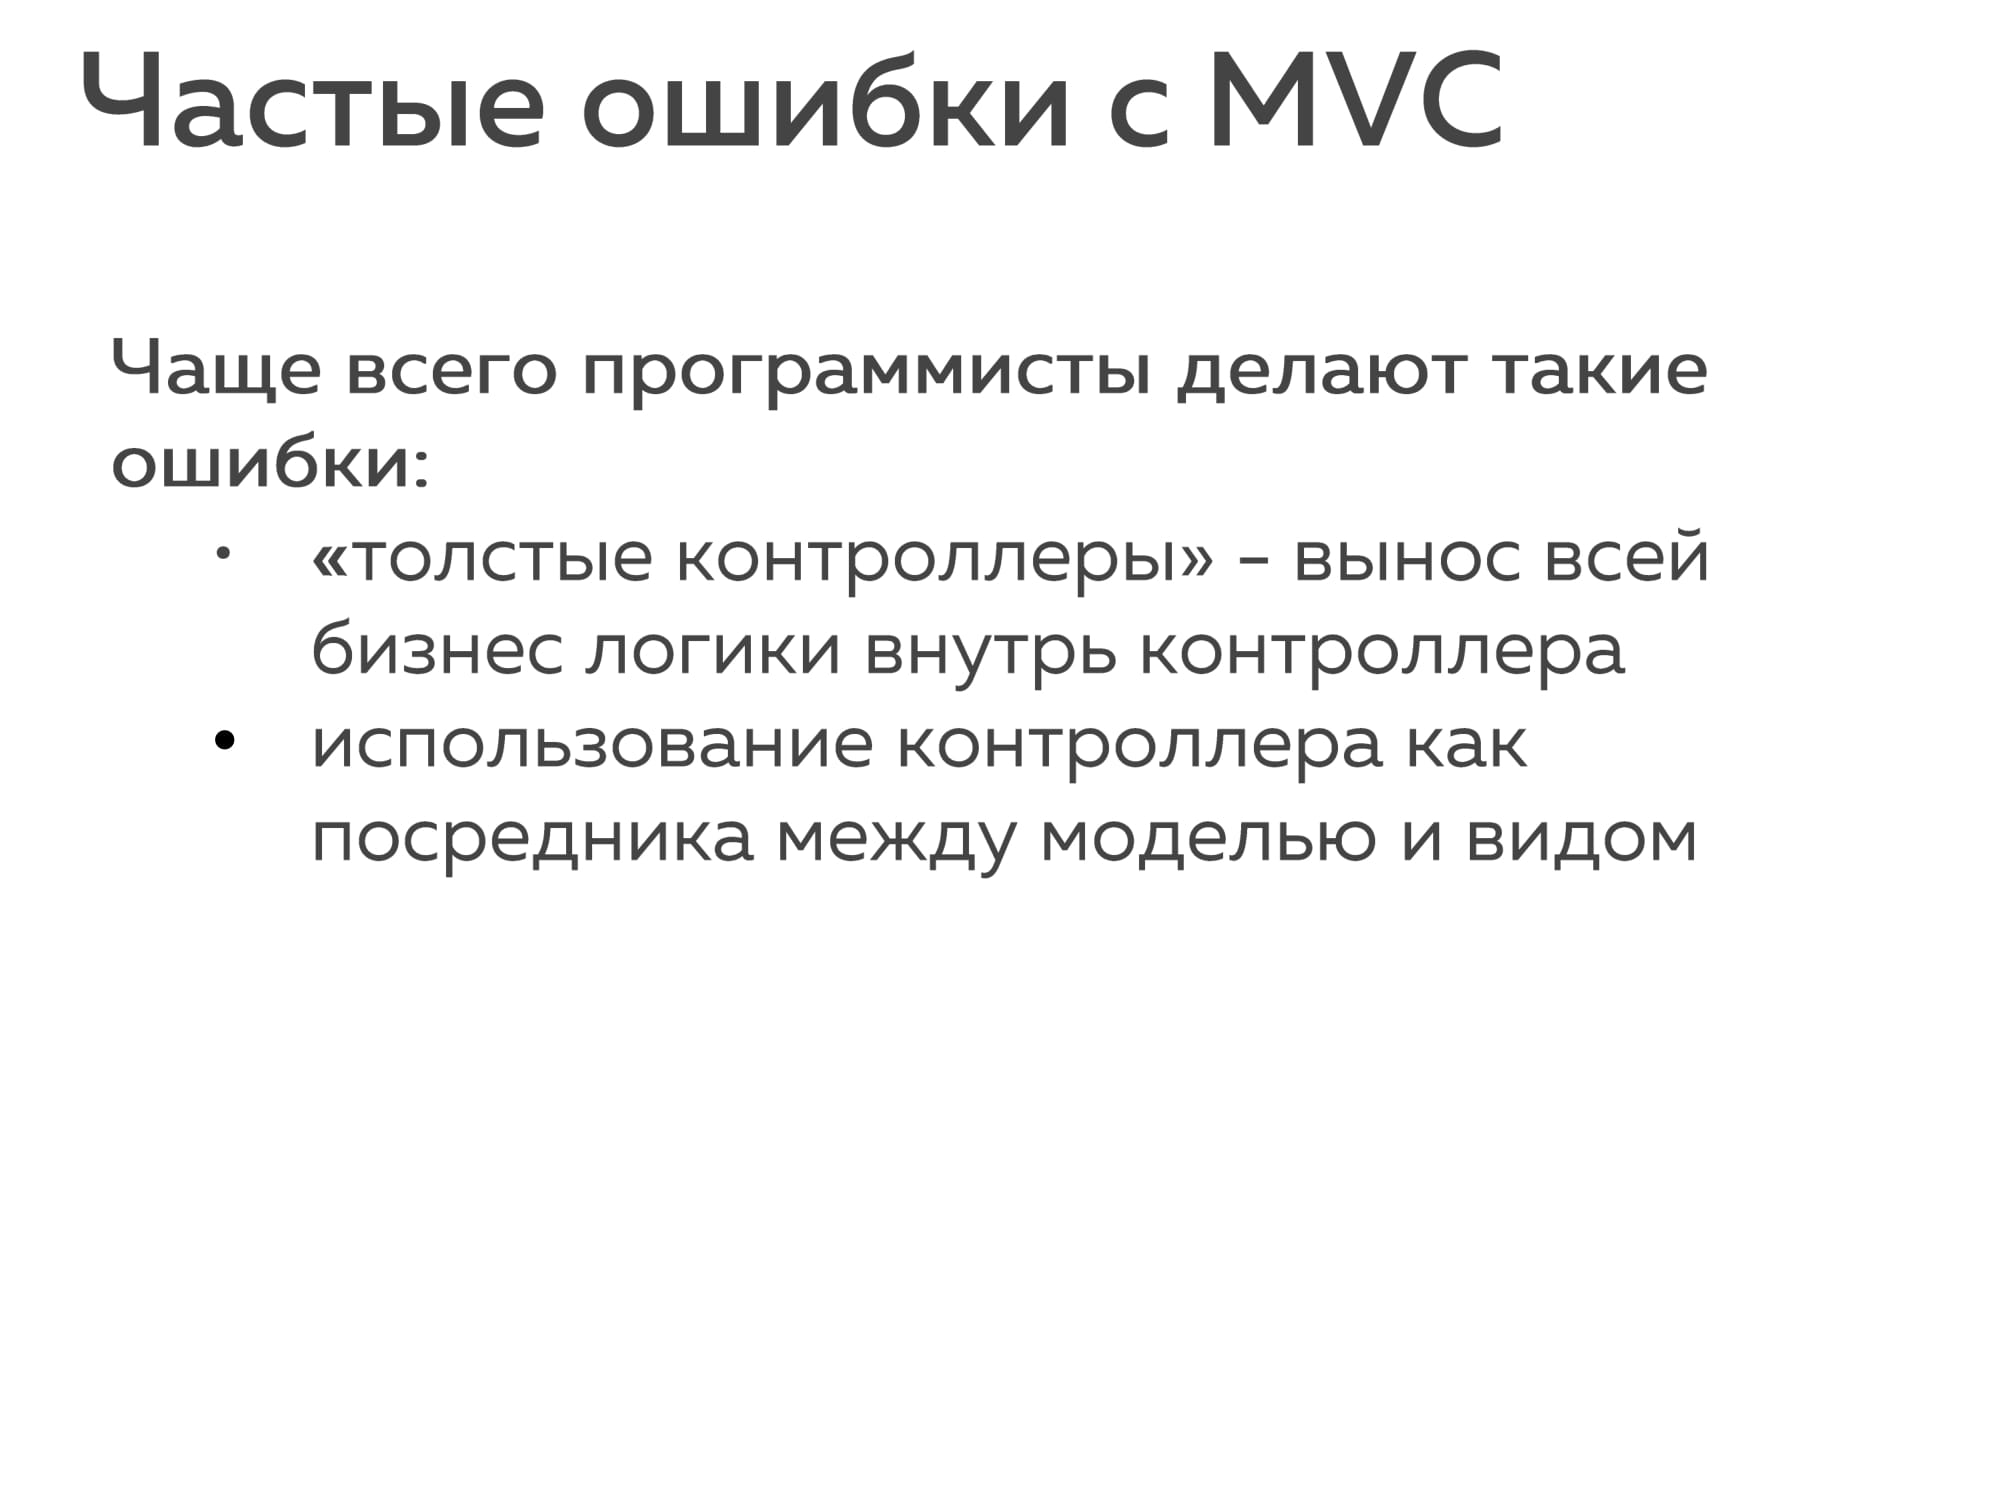 Частые ошибки с MVC
Чаще всего программисты делают такие
ошибки:
• «толстые контроллеры» – вынос всей
бизнес логики внутрь контроллера
• использование контроллера как
посредника между моделью и видом